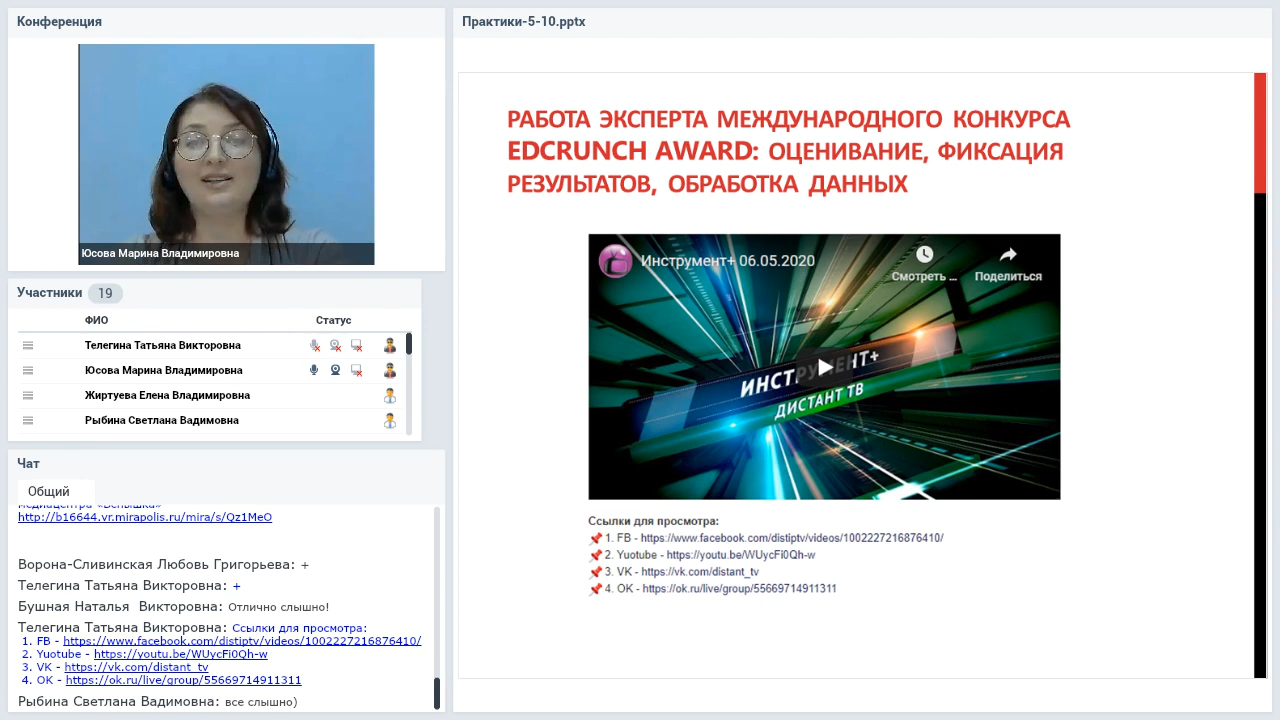 Конференция
Юсова Марина Владимировна
Участники 19
ФИО Статус
Телегина Татьяна Викторовна
Юсова Марина Владимировна
Жиртуева Елена Владимировна
Рыбина Светлана Вадимовна
Чат
Общий
http://b16644.vr.mirapolis.ru/mira/s/Qz1MeO
Ворона-Сливинская Любовь Григорьева: +
Телегина Татьяна Викторовна: +
Бушная Наталья Викторовна: Отлично слышно!
Телегина Татьяна Викторовна: Ссылки для просмотра:
1. FB - https://www.facebook.com/distiptv/videos/1002227216876410/
2. Yuotube - https://youtu.be/WUycFi0Qh-w
3. VK - https://vk.com/distant_tv
4. OK - https://ok.ru/live/group/55669714911311
Рыбина Светлана Вадимовна: все слышно)
Практики-5-10.pptx
РАБОТА ЭКСПЕРТА МЕЖДУНАРОДНОГО КОНКУРСА
EDCRUNCH AWARD: ОЦЕНИВАНИЕ, ФИКСАЦИЯ
РЕЗУЛЬТАТОВ, ОБРАБОТКА ДАННЫХ
Инструмент+ 06.05.2020
Смотреть ...
Поделиться
ИНСТРУМЕНТ+
ДИСТАНТ ТВ
Ссылки для просмотра:
1. FB - https://www.facebook.com/distiptv/videos/1002227216876410/
2. Yuotube - https://youtu.be/WUycFi0Qh-w
3. VK - https://vk.com/distant_tv
4. OK - https://ok.ru/live/group/55669714911311